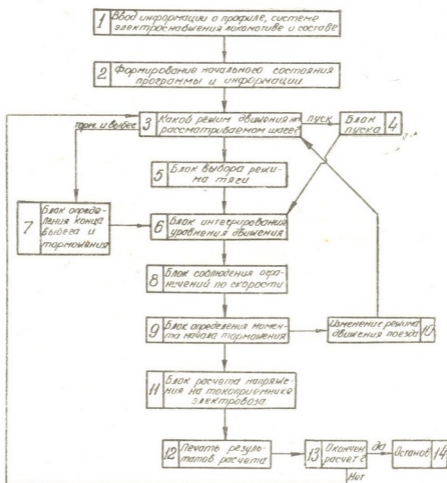 1 Ввод информации о профиле, системе
электроснабжения локомотиве и составе
2 Формирование начального состояния
программы и информации
торм. и выбег
3 Какой режим движения на
рассматриваемом шаге?
пуск
Блок
пуска 4
5 Блок выбора режи-
ма тяги
7 Блок определе-
ления конца
выбега и
торможения
6 Блок интегрирования
уравнения движения
8 Блок соблюдения огра-
ничений по скорости
9 Блок определения момен-
та начала торможения
Изменение режима
движения поезда 10
11 Блок расчета напряже-
ния на токоприемнике
электровоза
12 Печать резуль-
татов расчета
13 Окончен
расчет?
да
Останов 14
Нет